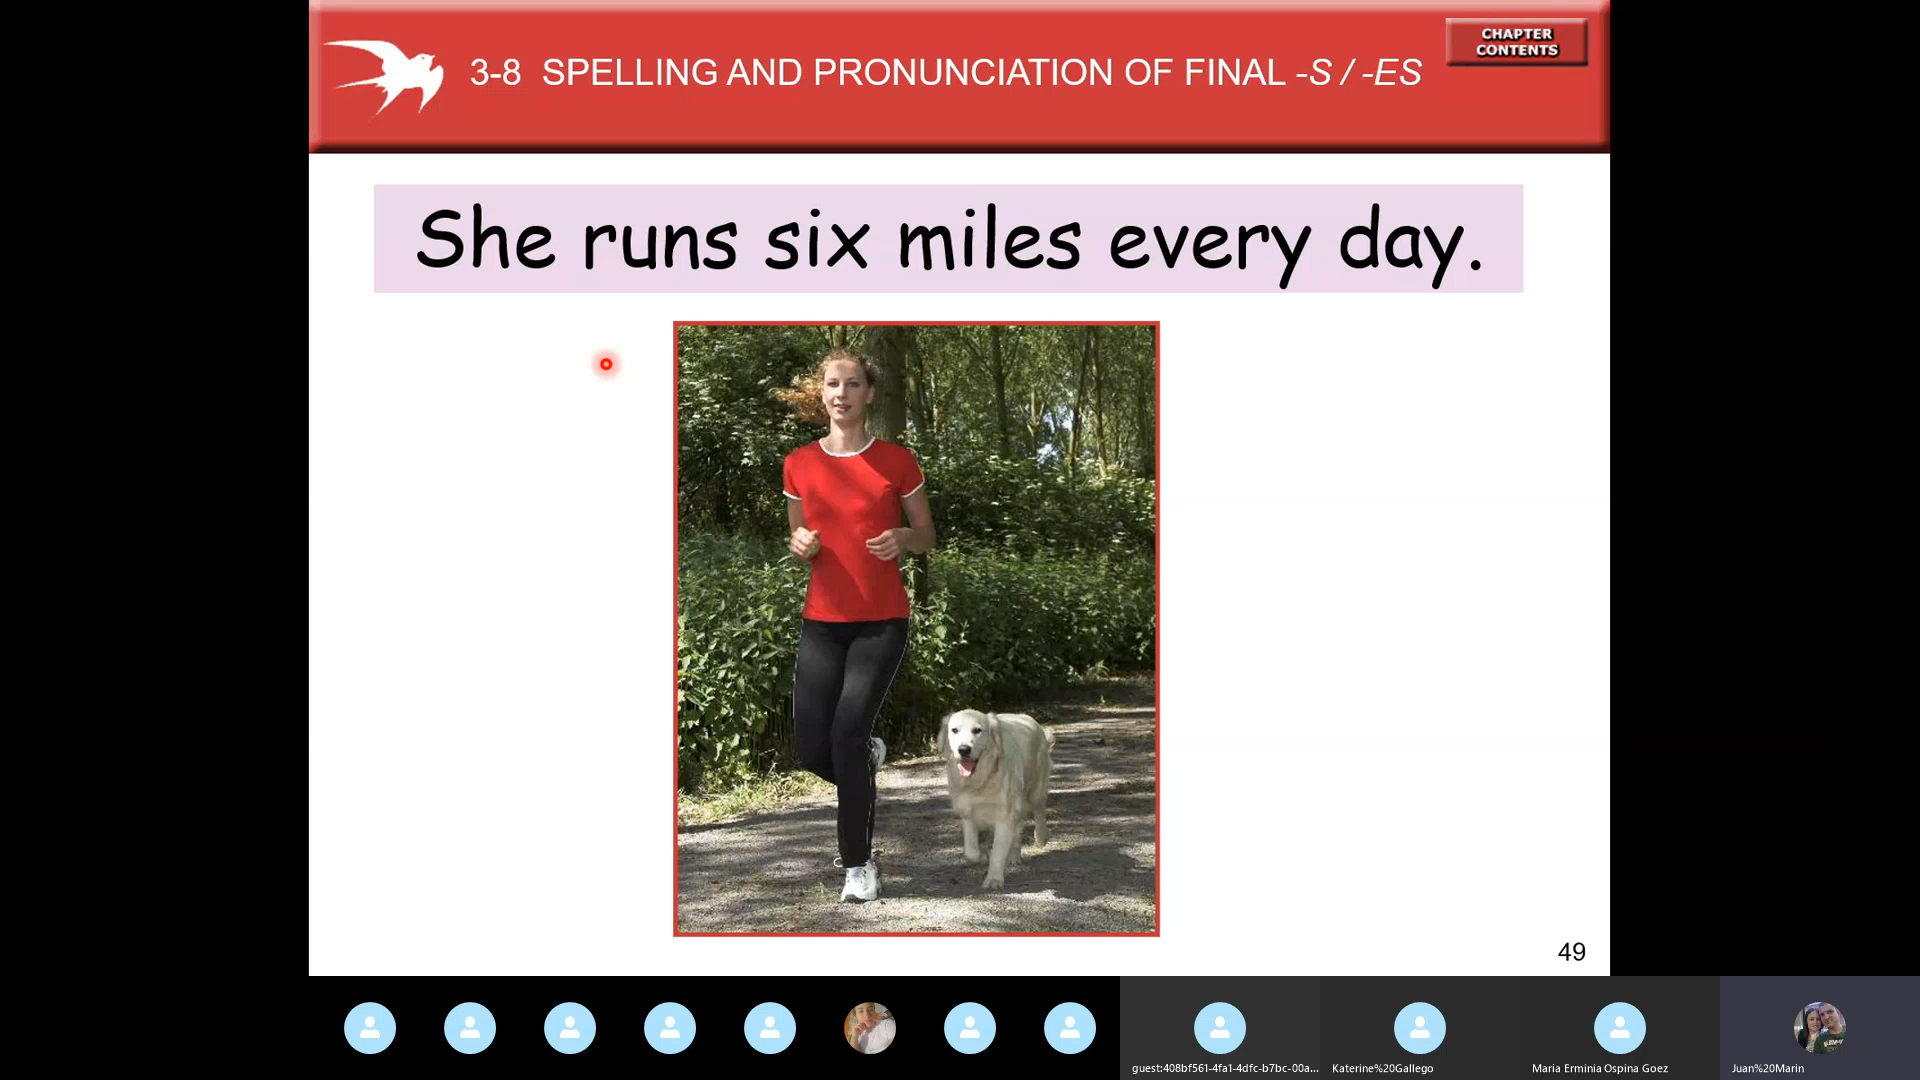 3-8 SPELLING AND PRONUNCIATION OF FINAL -S / -ES
CHAPTER
CONTENTS
She runs six miles every day.
49
guest:408bf561-4fa1-4dfc-b7bc-00a...
Katerine%20Gallego
Maria Erminia Ospina Goez
Juan%20Marin